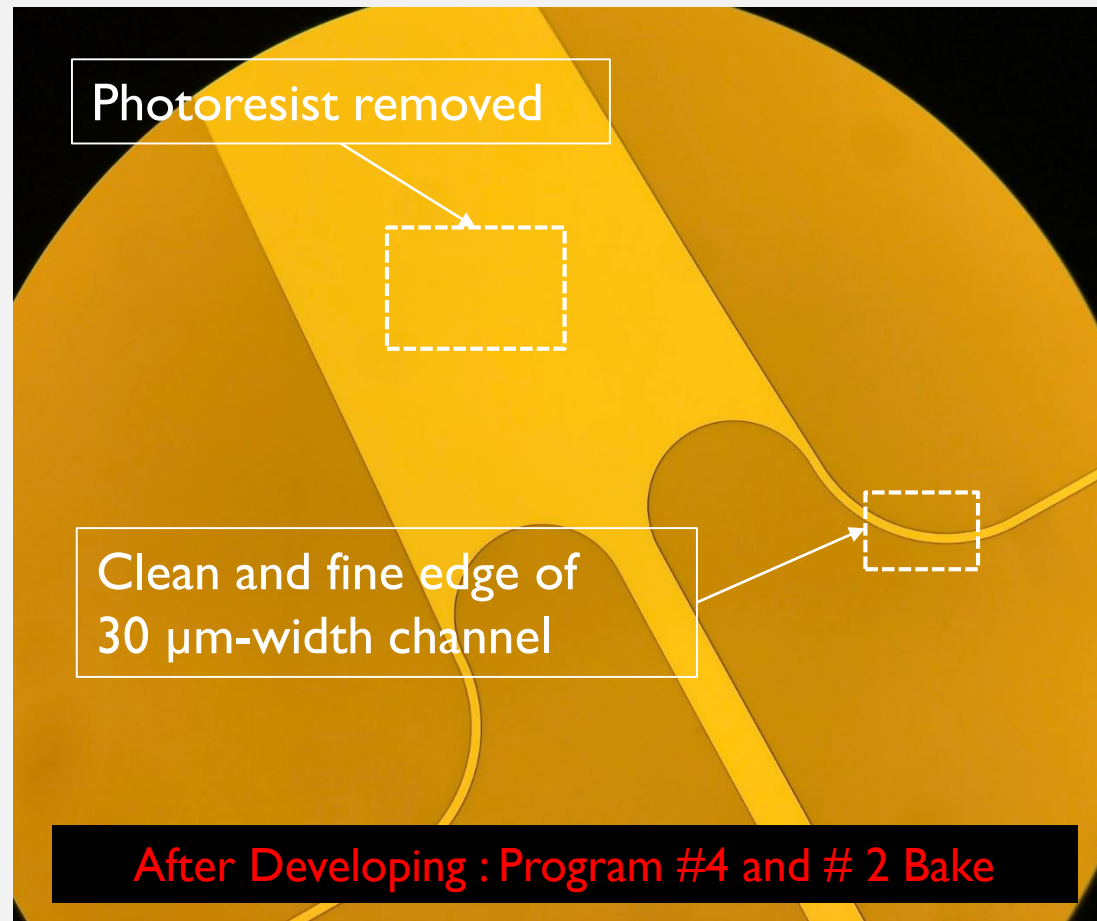 Photoresist removed
Clean and fine edge of
30 µm-width channel
After Developing : Program #4 and # 2 Bake